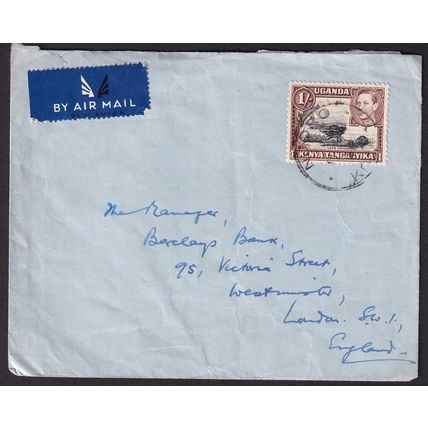 BY AIR MAIL
UGANDA
1/-
KENYA TANGANYIKA
The Manager,
Barclays Bank,
95, Victoria Street,
Westminster,
London. S.W.1,
England.